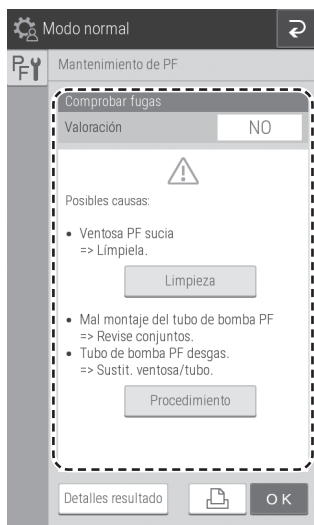 Modo normal
PF
Mantenimiento de PF
Comprobar fugas
Valoración NO
Posibles causas:
• Ventosa PF sucia
=> Límpiela.
Limpieza
• Mal montaje del tubo de bomba PF
=> Revise conjuntos.
• Tubo de bomba PF desgas.
=> Sustit. ventosa/tubo.
Procedimiento
Detalles resultado
OK